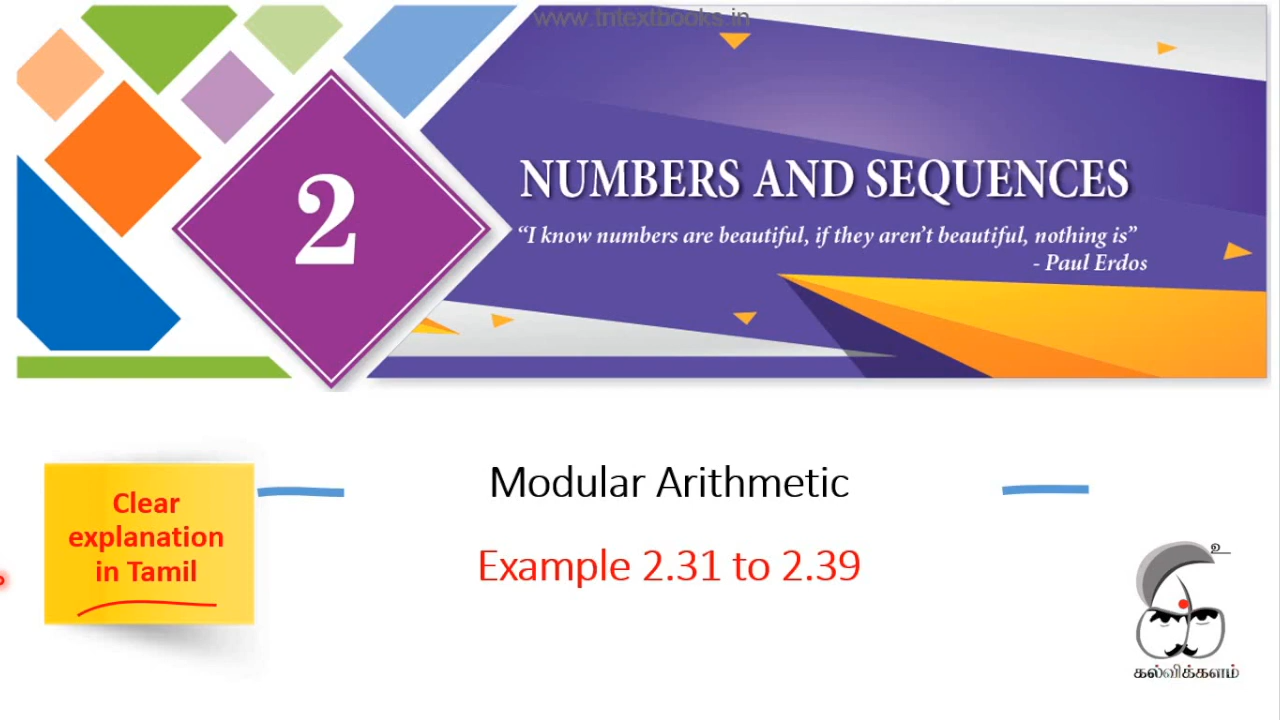 www.tntextbooks.in
2
NUMBERS AND SEQUENCES
“I know numbers are beautiful, if they aren’t beautiful, nothing is”
- Paul Erdos
Clear
explanation
in Tamil
Modular Arithmetic
Example 2.31 to 2.39
உ
கல்விக்களம்